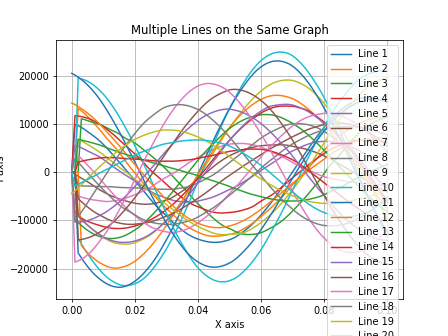 Multiple Lines on the Same Graph
20000
10000
0
−10000
−20000
0.00
0.02
0.04
0.06
0.08
X axis
Line 1
Line 2
Line 3
Line 4
Line 5
Line 6
Line 7
Line 8
Line 9
Line 10
Line 11
Line 12
Line 13
Line 14
Line 15
Line 16
Line 17
Line 18
Line 19
Line 20